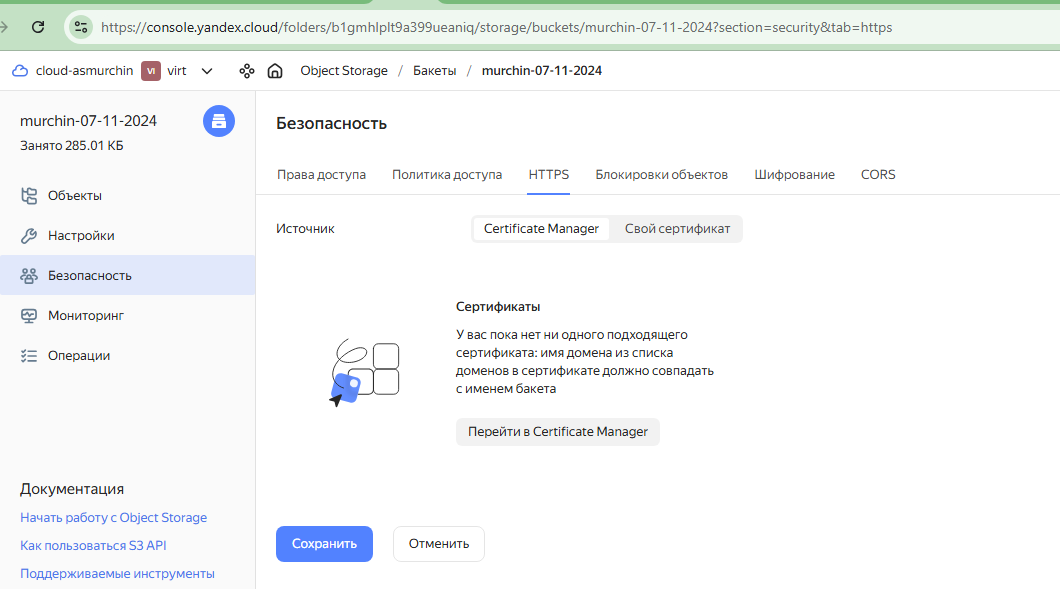 https://console.yandex.cloud/folders/b1gmhlplt9a399ueaniq/storage/buckets/murchin-07-11-2024?section=security&tab=https
cloud-asmurchin VI virt Object Storage / Бакеты / murchin-07-11-2024
murchin-07-11-2024
Занято 285.01 КБ
Объекты
Настройки
Безопасность
Мониторинг
Операции
Документация
Начать работу с Object Storage
Как пользоваться S3 API
Поддерживаемые инструменты
Безопасность
Права доступа Политика доступа HTTPS Блокировки объектов Шифрование CORS
Источник Certificate Manager Свой сертификат
Сертификаты
У вас пока нет ни одного подходящего
сертификата: имя домена из списка
доменов в сертификате должно совпадать
с именем бакета
Перейти в Certificate Manager
Сохранить Отменить